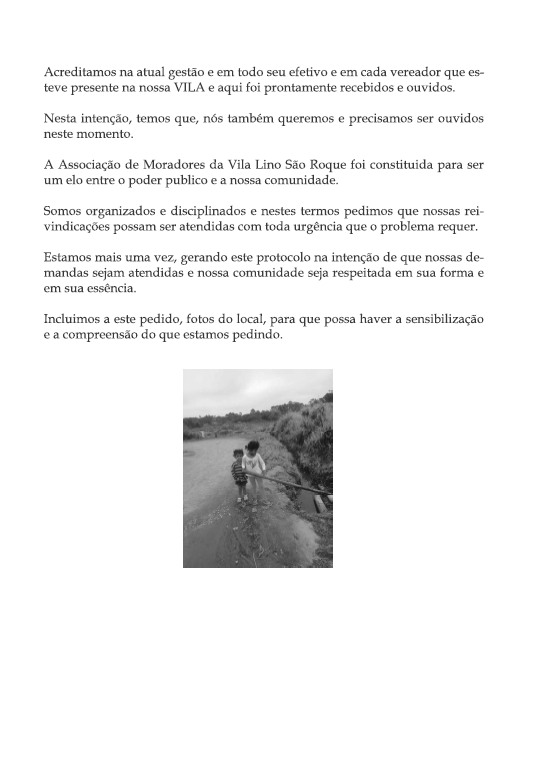 Acreditamos na atual gestão e em todo seu efetivo e em cada vereador que es-
teve presente na nossa VILA e aqui foi prontamente recebidos e ouvidos.
Nesta intenção, temos que, nós também queremos e precisamos ser ouvidos
neste momento.
A Associação de Moradores da Vila Lino São Roque foi constituida para ser
um elo entre o poder publico e a nossa comunidade.
Somos organizados e disciplinados e nestes termos pedimos que nossas rei-
vindicações possam ser atendidas com toda urgência que o problema requer.
Estamos mais uma vez, gerando este protocolo na intenção de que nossas de-
mandas sejam atendidas e nossa comunidade seja respeitada em sua forma e
em sua essência.
Incluimos a este pedido, fotos do local, para que possa haver a sensibilização
e a compreensão do que estamos pedindo.